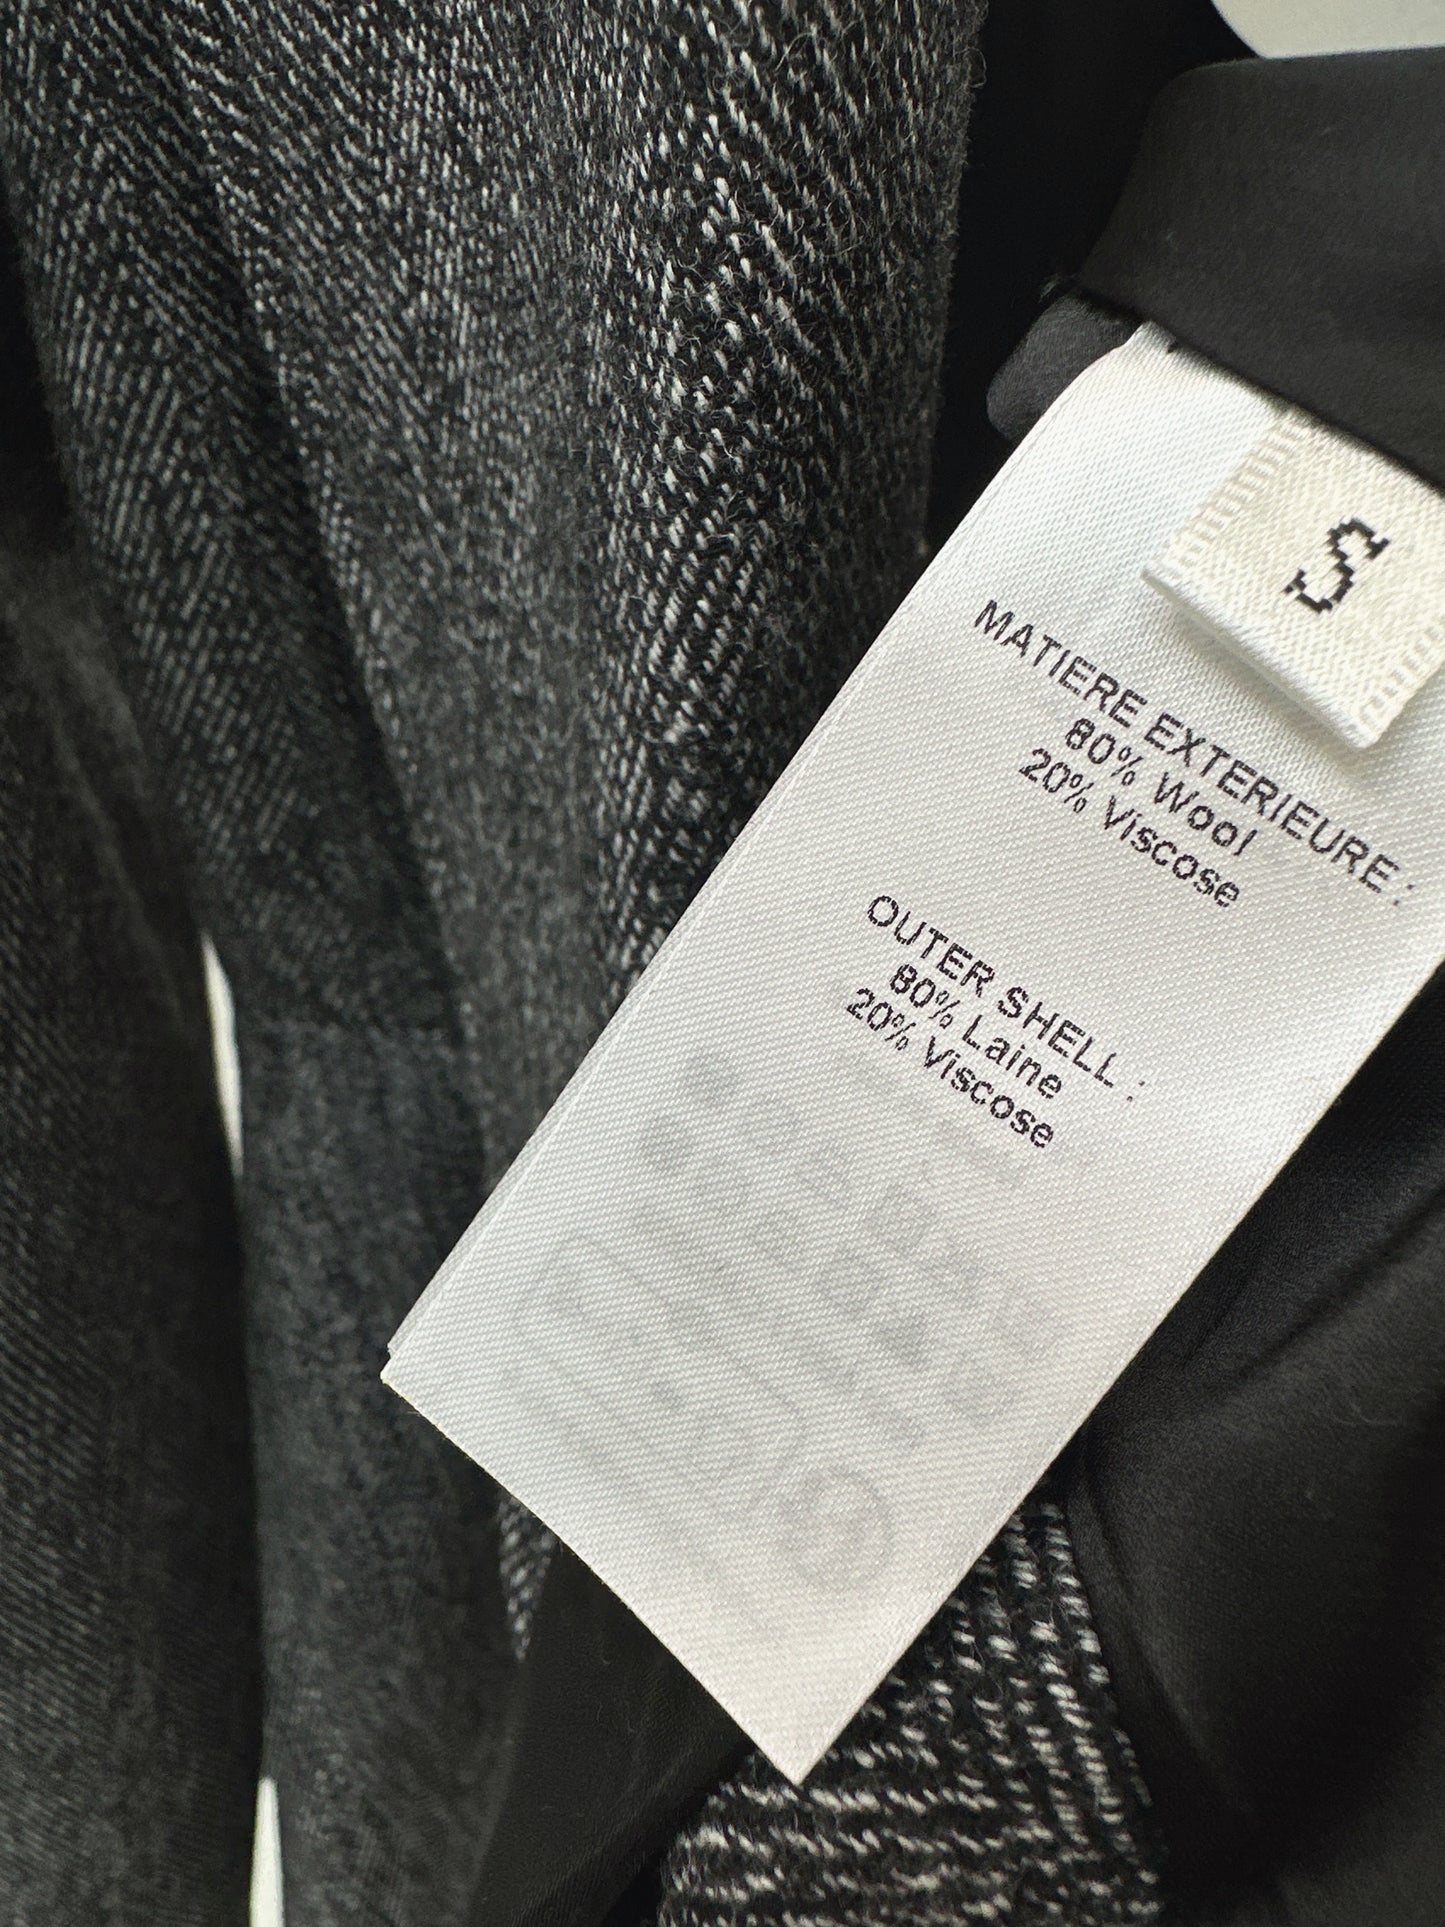 S
MATIERE EXTERIEURE :
80% Wool
20% Viscose
OUTER SHELL :
80% Laine
20% Viscose